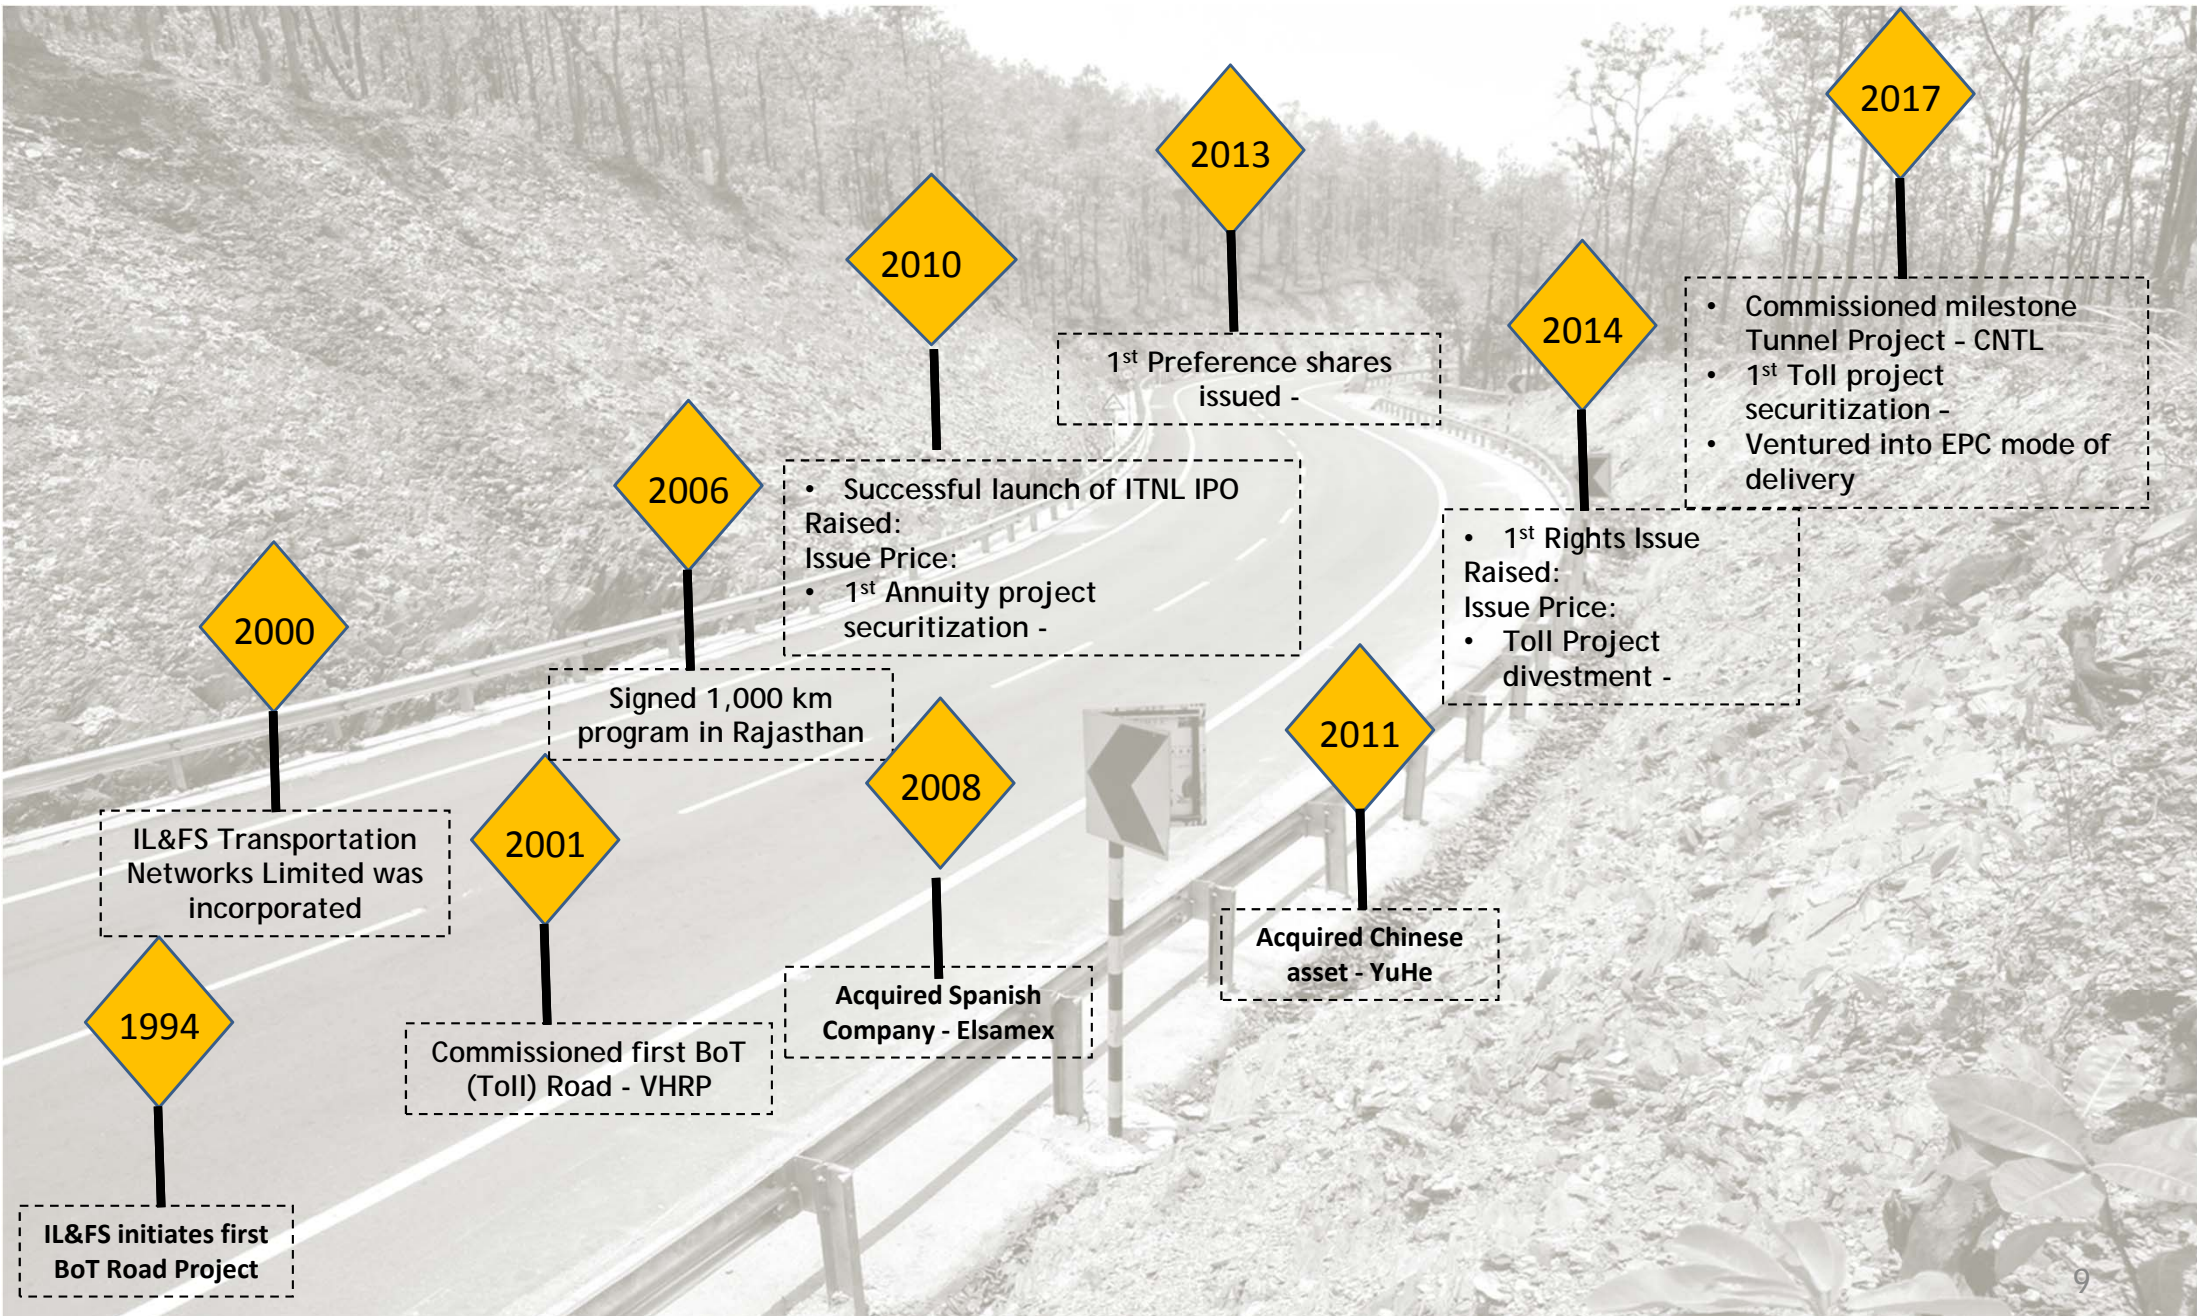 1994
IL&FS initiates first
BoT Road Project
2000
IL&FS Transportation
Networks Limited was
incorporated
2001
Commissioned first BoT
(Toll) Road - VHRP
2006
Signed 1,000 km
program in Rajasthan
2008
Acquired Spanish
Company - Elsamex
2010
• Successful launch of ITNL IPO
Raised:
Issue Price:
• 1st Annuity project
securitization -
2011
Acquired Chinese
asset - YuHe
2013
1st Preference shares
issued -
2014
• 1st Rights Issue
Raised:
Issue Price:
• Toll Project
divestment -
2017
• Commissioned milestone
Tunnel Project - CNTL
• 1st Toll project
securitization -
• Ventured into EPC mode of
delivery
9